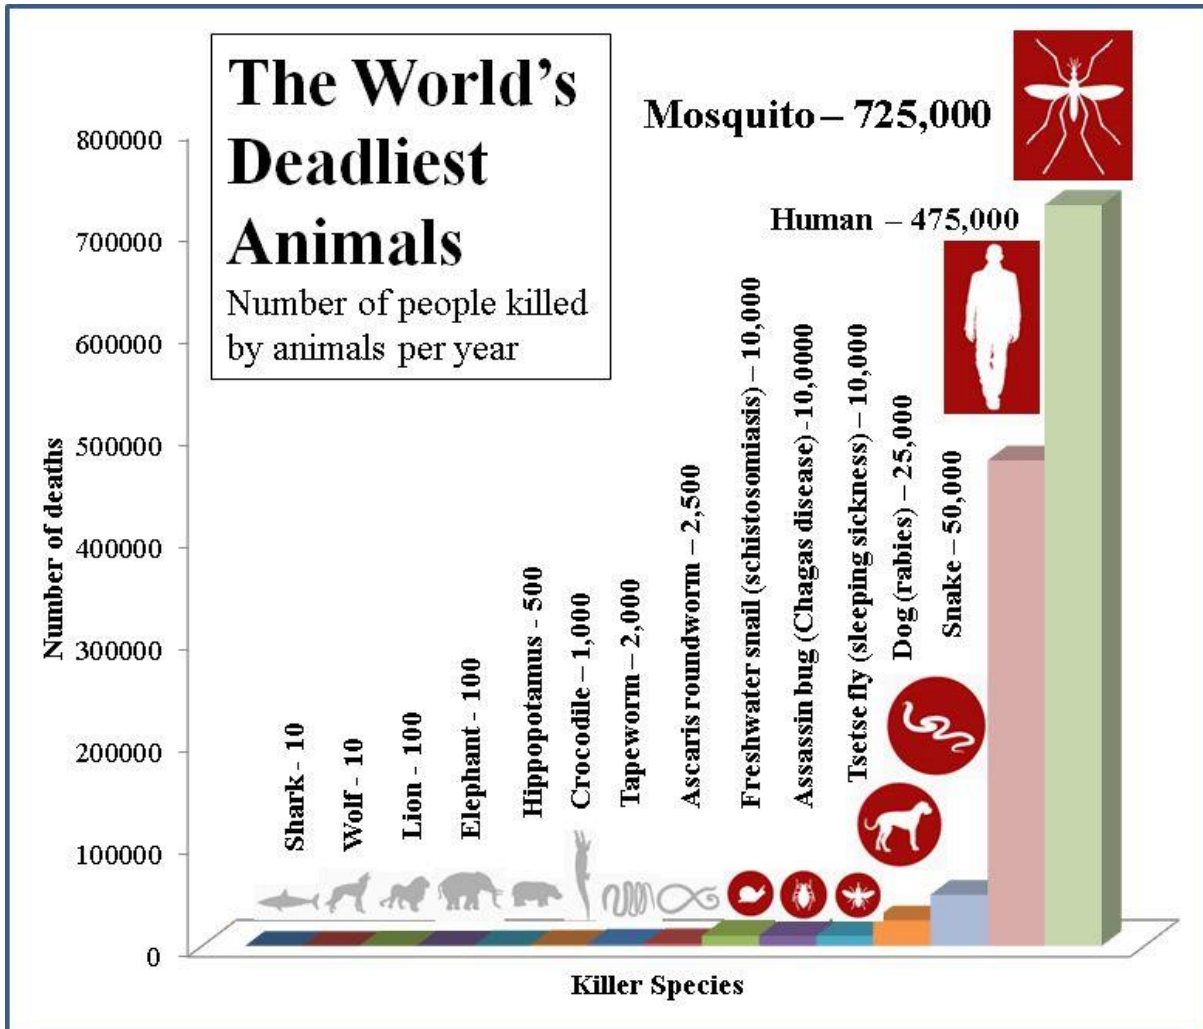 The World's
Deadliest
Animals
Number of people killed
by animals per year
Mosquito – 725,000
Human – 475,000
Number of deaths
800000
700000
600000
500000
400000
300000
200000
100000
0
Shark - 10
Wolf - 10
Lion - 100
Elephant - 100
Hippopotamus - 500
Crocodile – 1,000
Tapeworm – 2,000
Ascaris roundworm – 2,500
Freshwater snail (schistosomiasis) – 10,000
Assassin bug (Chagas disease) -10,0000
Tsetse fly (sleeping sickness) – 10,000
Dog (rabies) – 25,000
Snake – 50,000
Killer Species